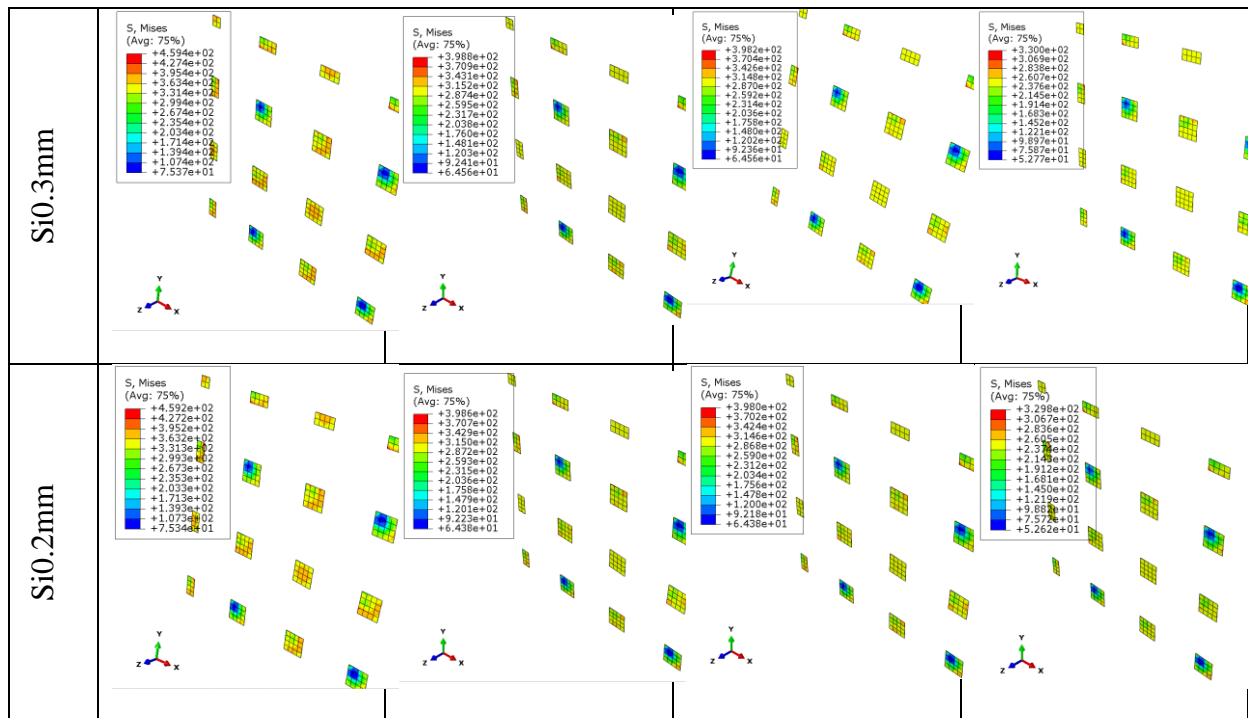 Si0.3mm
S, Mises
(Avg: 75%)
+4.594e+02
+4.274e+02
+3.954e+02
+3.634e+02
+3.314e+02
+2.994e+02
+2.674e+02
+2.354e+02
+2.034e+02
+1.714e+02
+1.394e+02
+1.074e+02
+7.537e+01
Y
Z
X
S, Mises
(Avg: 75%)
+3.988e+02
+3.709e+02
+3.431e+02
+3.152e+02
+2.874e+02
+2.595e+02
+2.317e+02
+2.038e+02
+1.760e+02
+1.481e+02
+1.203e+02
+9.241e+01
+6.456e+01
Y
Z
X
S, Mises
(Avg: 75%)
+3.982e+02
+3.704e+02
+3.426e+02
+3.148e+02
+2.870e+02
+2.592e+02
+2.314e+02
+2.036e+02
+1.758e+02
+1.480e+02
+1.202e+02
+9.236e+01
+6.456e+01
Y
Z
X
S, Mises
(Avg: 75%)
+3.300e+02
+3.069e+02
+2.838e+02
+2.607e+02
+2.376e+02
+2.145e+02
+1.914e+02
+1.683e+02
+1.452e+02
+1.221e+02
+9.897e+01
+7.587e+01
+5.277e+01
Y
Z
X
Si0.2mm
S, Mises
(Avg: 75%)
+4.592e+02
+4.272e+02
+3.952e+02
+3.632e+02
+3.313e+02
+2.993e+02
+2.673e+02
+2.353e+02
+2.033e+02
+1.713e+02
+1.393e+02
+1.073e+02
+7.534e+01
Y
Z
X
S, Mises
(Avg: 75%)
+3.986e+02
+3.707e+02
+3.429e+02
+3.150e+02
+2.872e+02
+2.593e+02
+2.315e+02
+2.036e+02
+1.758e+02
+1.479e+02
+1.201e+02
+9.223e+01
+6.438e+01
Y
Z
X
S, Mises
(Avg: 75%)
+3.980e+02
+3.702e+02
+3.424e+02
+3.146e+02
+2.868e+02
+2.590e+02
+2.312e+02
+2.034e+02
+1.756e+02
+1.478e+02
+1.200e+02
+9.218e+01
+6.438e+01
Y
Z
X
S, Mises
(Avg: 75%)
+3.298e+02
+3.067e+02
+2.836e+02
+2.605e+02
+2.374e+02
+2.143e+02
+1.912e+02
+1.681e+02
+1.450e+02
+1.219e+02
+9.882e+01
+7.572e+01
+5.262e+01
Y
Z
X